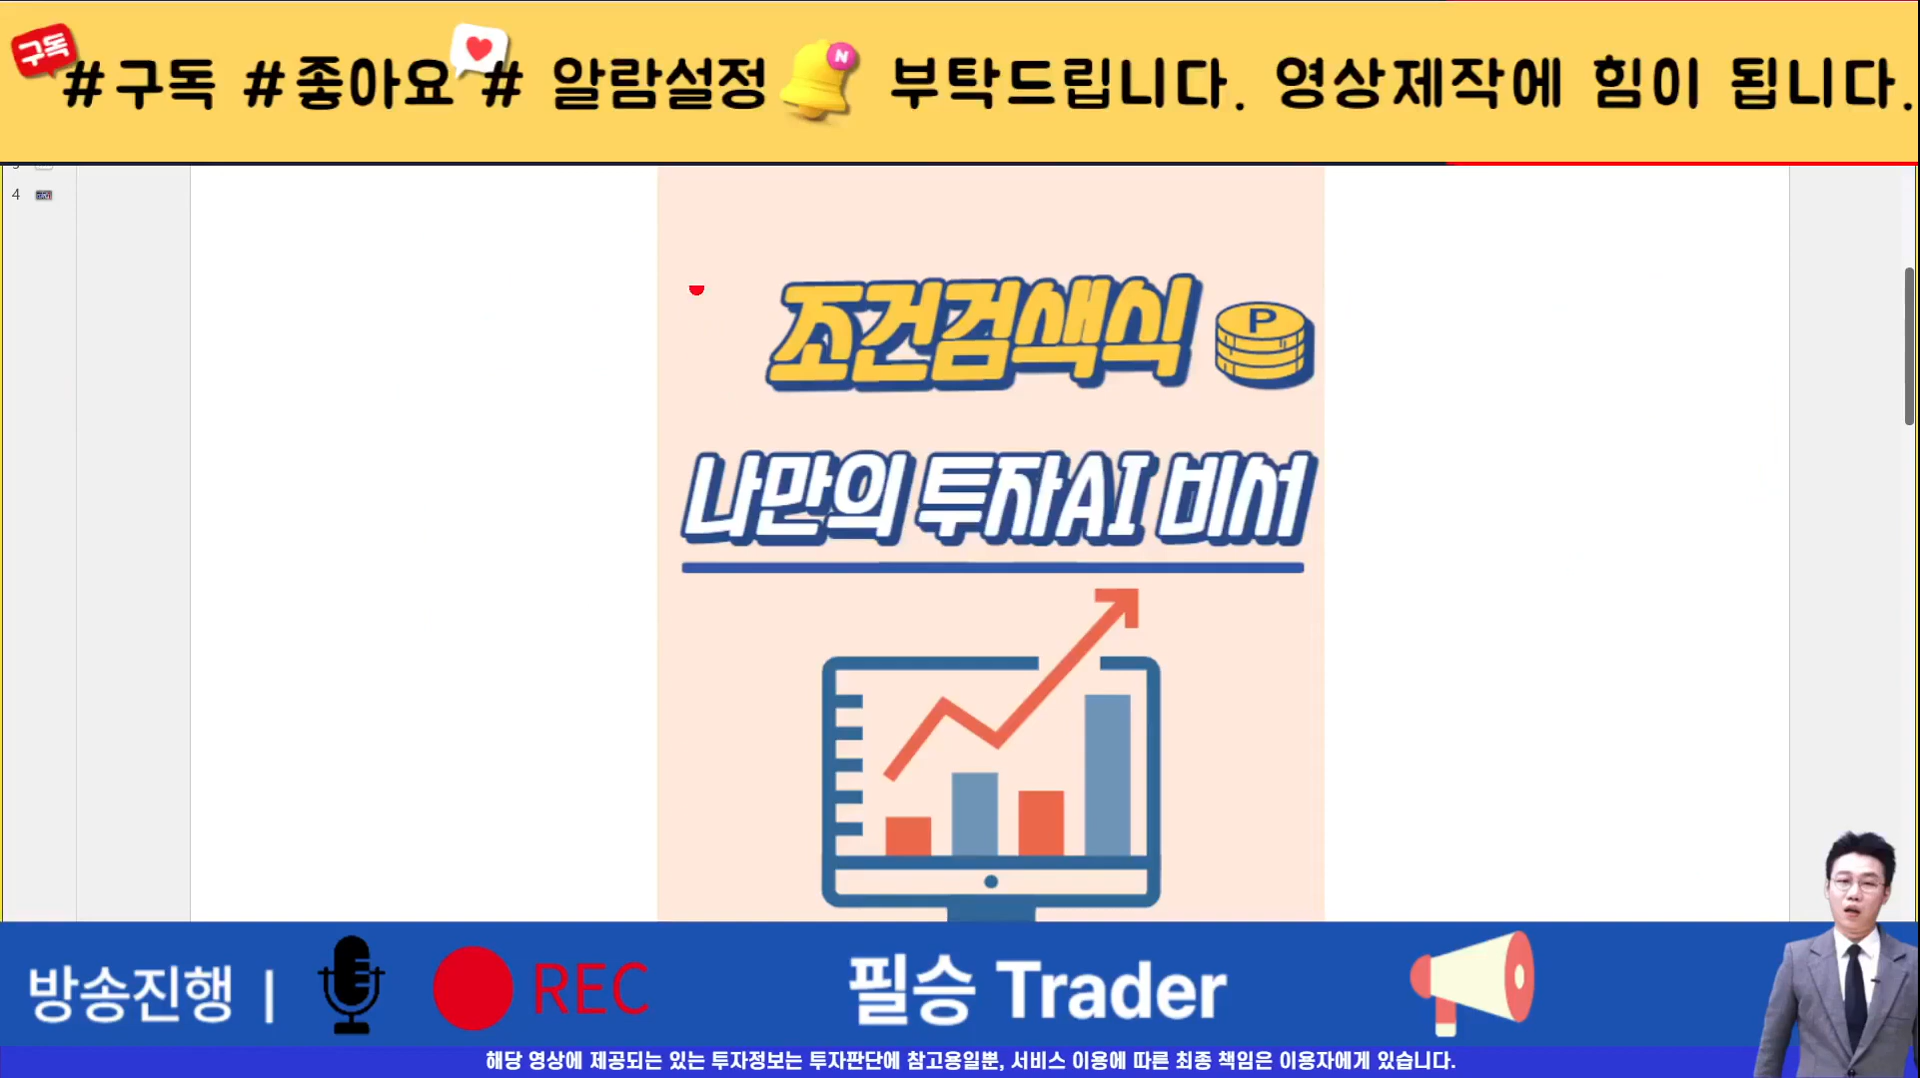 구독
#구독 #좋아요 # 알람설정 N 부탁드립니다. 영상제작에 힘이 됩니다.
4
조건검색식 P
나만의 투자AI 비서
방송진행 | REC 필승 Trader
해당 영상에 제공되는 있는 투자정보는 투자판단에 참고용일뿐, 서비스 이용에 따른 최종 책임은 이용자에게 있습니다.